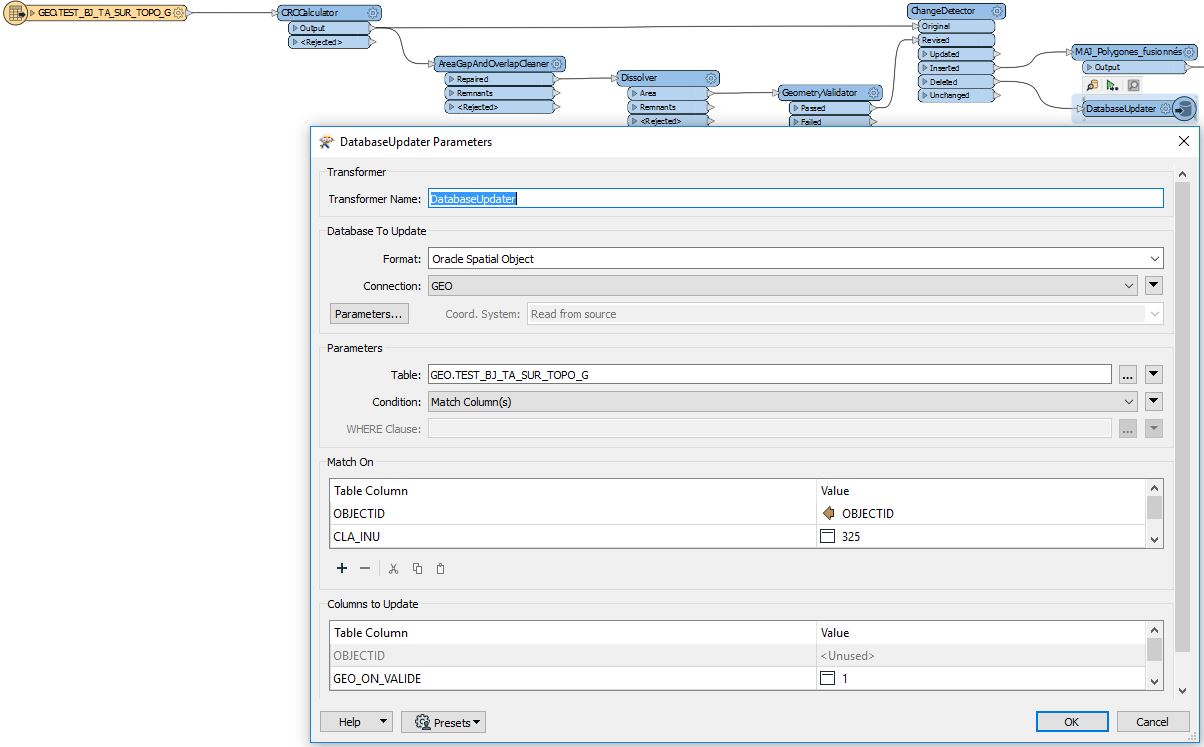 GEO.TEST_BJ_TA_SUR_TOPO_G
CRCCalculator
Output
<Rejected>
AreaGapAndOverlapCleaner
Repaired
Remnants
<Rejected>
Dissolver
Area
Remnants
<Rejected>
GeometryValidator
Passed
Failed
ChangeDetector
Original
Revised
Updated
Inserted
Deleted
Unchanged
MAJ_Polygones_fusionnés
Output
DatabaseUpdater
DatabaseUpdater Parameters
Transformer
Transformer Name: DatabaseUpdater
Database To Update
Format: Oracle Spatial Object
Connection: GEO
Parameters... Coord. System: Read from source
Parameters
Table: GEO.TEST_BJ_TA_SUR_TOPO_G ...
Condition: Match Column(s)
WHERE Clause: ...
Match On
Table Column Value
OBJECTID OBJECTID
CLA_INU 325
Columns to Update
Table Column Value
OBJECTID <Unused>
GEO_ON_VALIDE 1
Help Presets OK Cancel